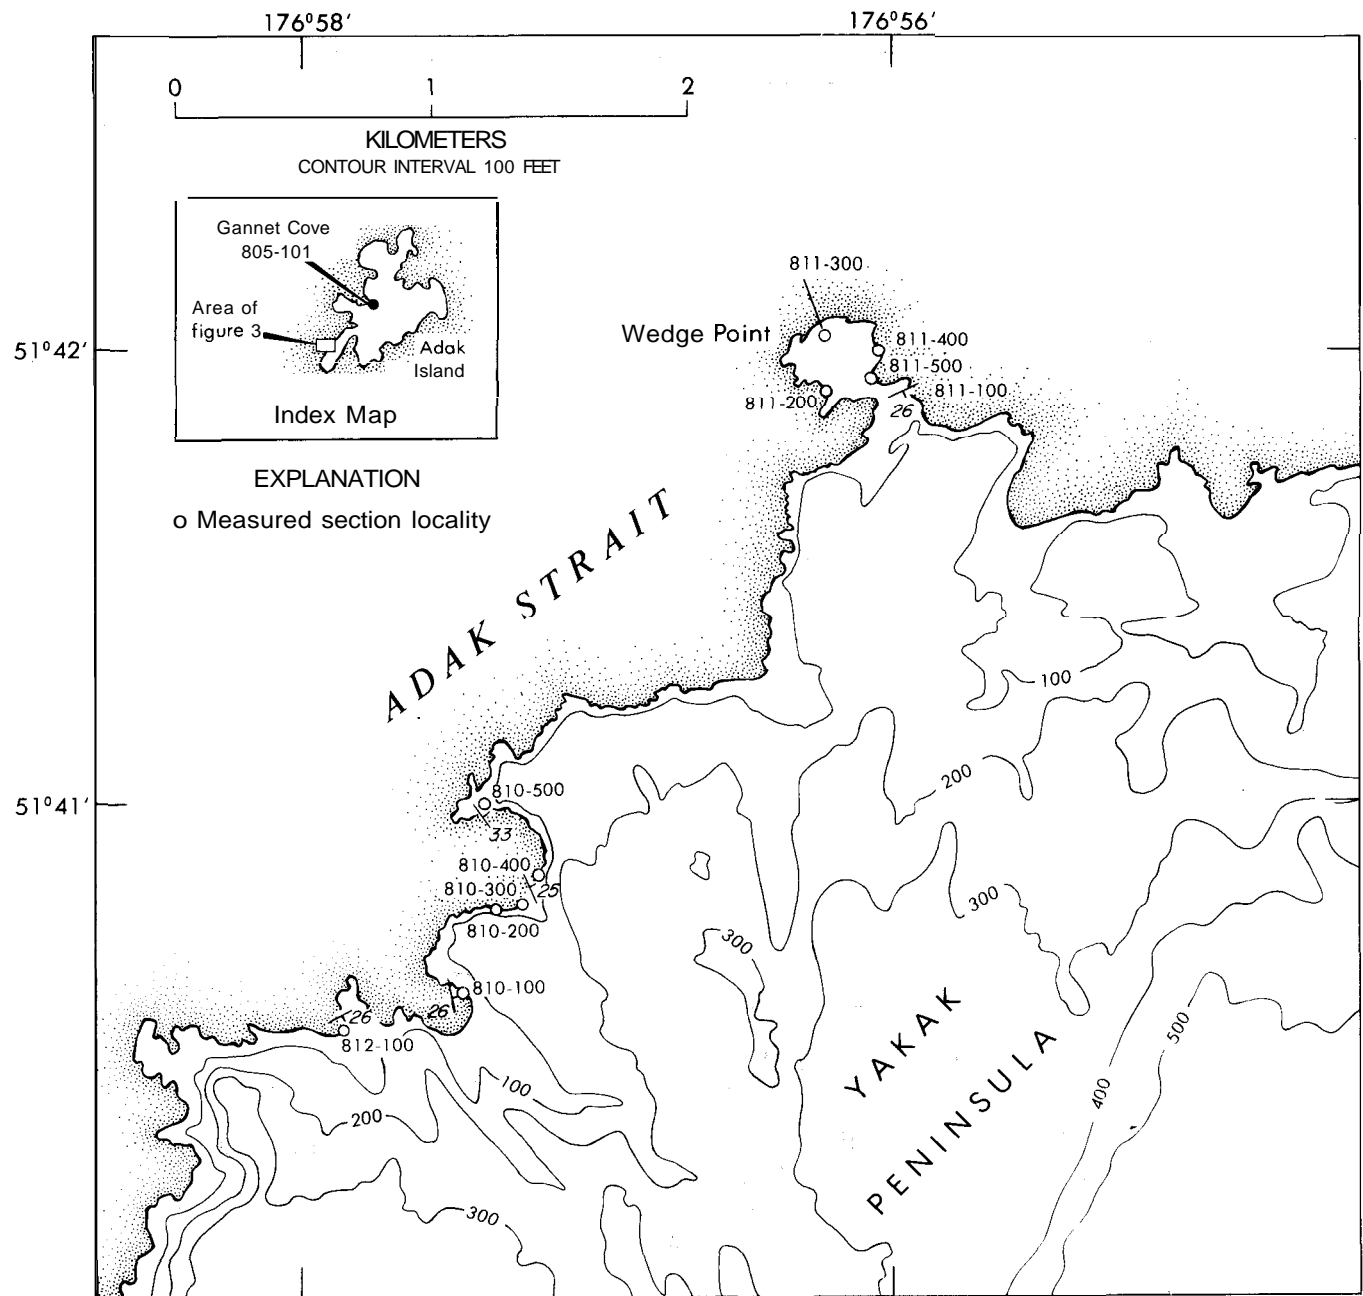 176°58'
176°56'
0 1 2
KILOMETERS
CONTOUR INTERVAL 100 FEET
Gannet Cove
805-101
Area of
figure 3
Adak
Island
Index Map
EXPLANATION
o Measured section locality
51°42'
51°41'
811-300
Wedge Point
811-400
811-500
811-100
811-200
26
ADAK STRAIT
100
200
810-500
33
810-400
25
810-300
810-200
300
300
810-100
26
26
812-100
YAKAK
PENINSULA
500
400
100
200
300